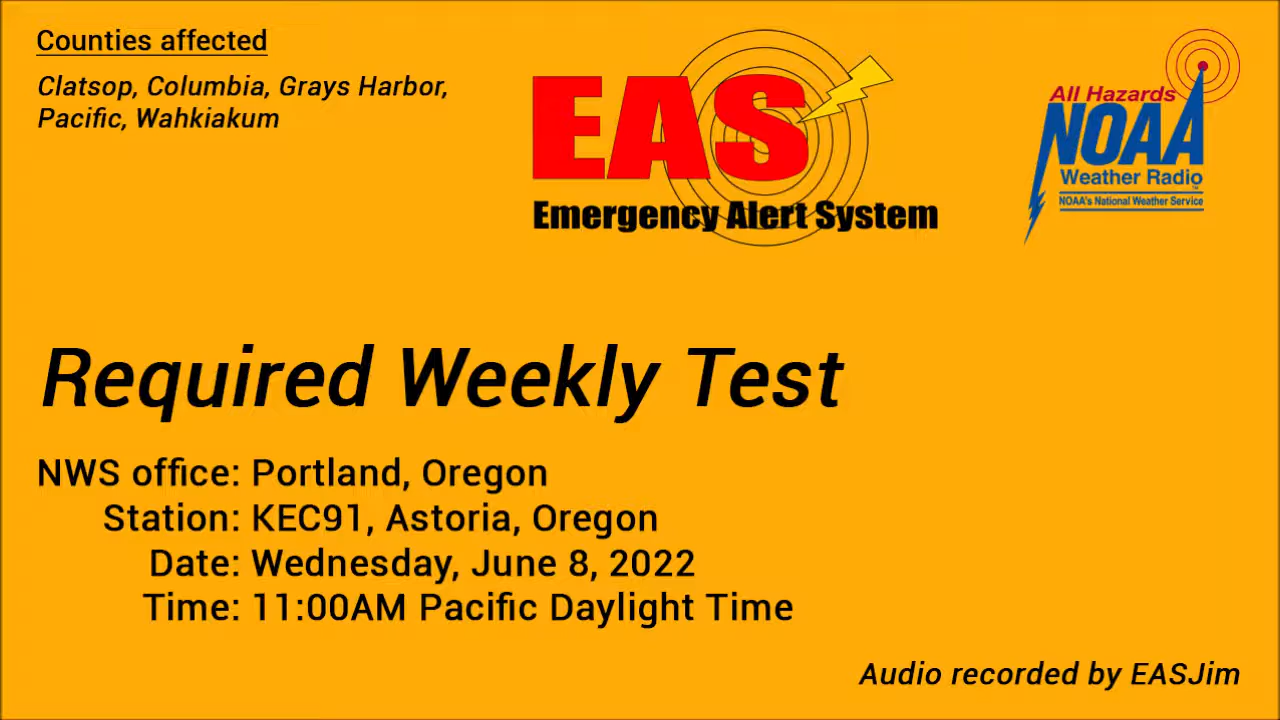 Counties affected
Clatsop, Columbia, Grays Harbor,
Pacific, Wahkiakum
EAS
Emergency Alert System
All Hazards
NOAA
Weather Radio
TM
NOAA's National Weather Service
Required Weekly Test
NWS office: Portland, Oregon
Station: KEC91, Astoria, Oregon
Date: Wednesday, June 8, 2022
Time: 11:00AM Pacific Daylight Time
Audio recorded by EASJim